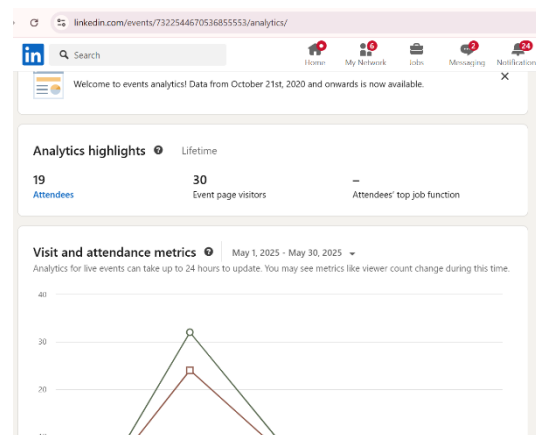 linkedin.com/events/7322544670536855553/analytics/
in
Search
6
2
24
Home
My Network
Jobs
Messaging
Notification
Welcome to events analytics! Data from October 21st, 2020 and onwards is now available.
Analytics highlights
Lifetime
19
30
–
Attendees
Event page visitors
Attendees' top job function
Visit and attendance metrics
May 1, 2025 - May 30, 2025
Analytics for live events can take up to 24 hours to update. You may see metrics like viewer count change during this time.
40
30
20